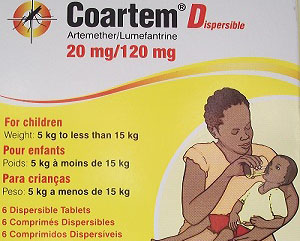 Coartem® Dispersible
Artemether/Lumefantrine
20 mg/120 mg
For children
Weight: 5 kg to less than 15 kg
Pour enfants
Poids: 5 kg à moins de 15 kg
Para crianças
Peso: 5 kg a menos de 15 kg
6 Dispersible Tablets
6 Comprimés Dispersibles
6 Comprimidos Dispersíveis